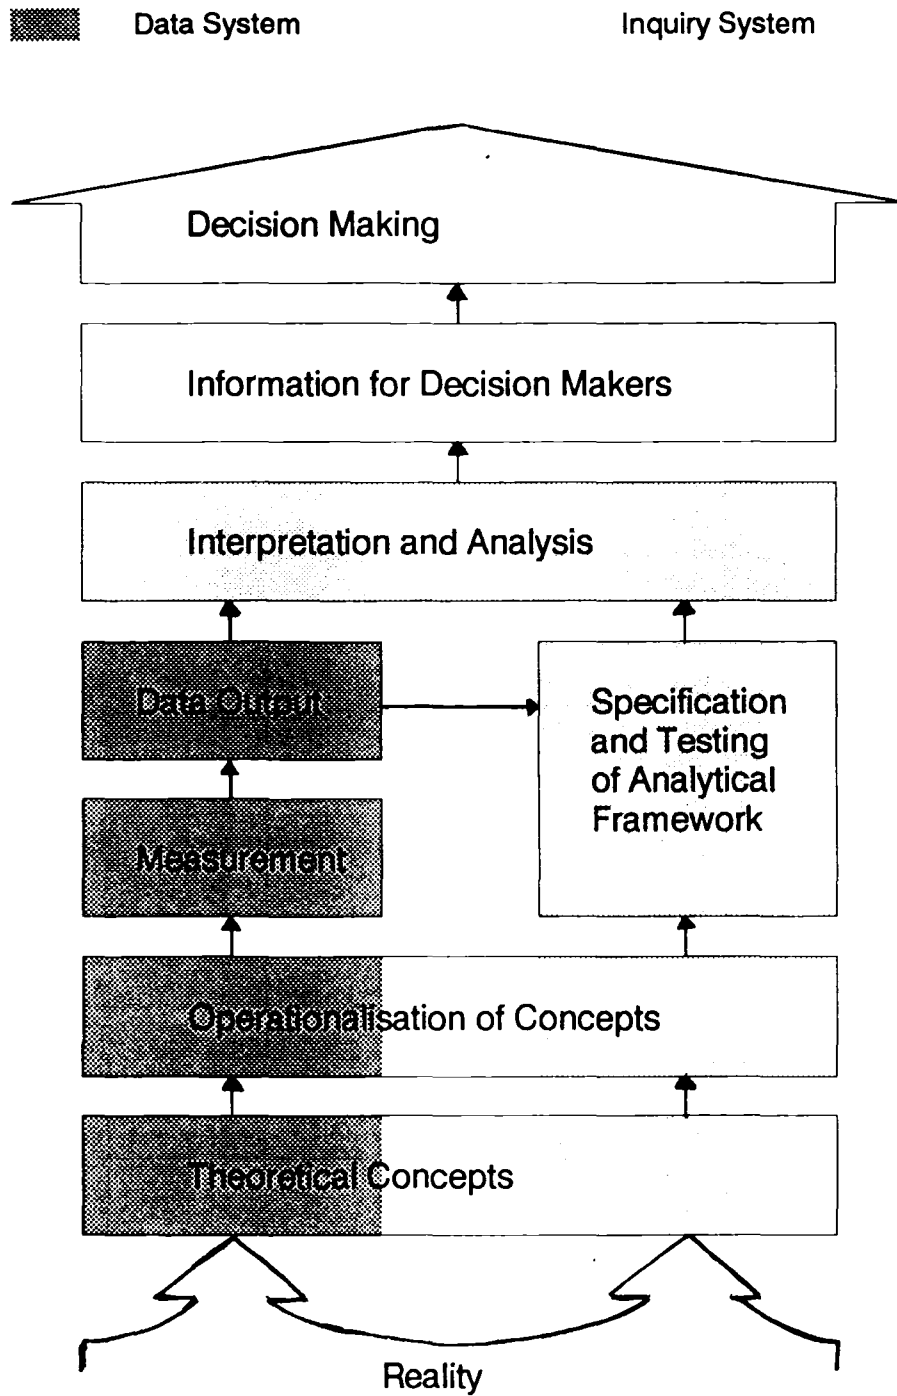 Data System
Inquiry System
Decision Making
Information for Decision Makers
Interpretation and Analysis
Data Output
Specification
and Testing
of Analytical
Framework
Measurement
Operationalisation of Concepts
Theoretical Concepts
Reality